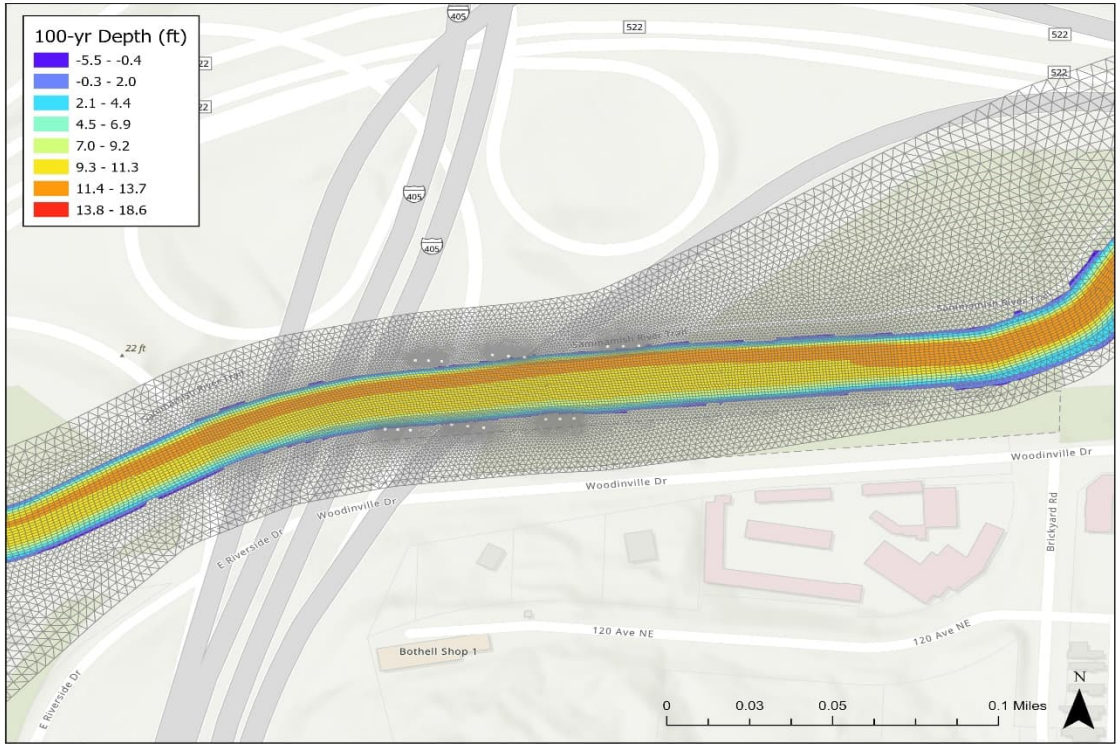 100-yr Depth (ft)
-5.5 - -0.4
-0.3 - 2.0
2.1 - 4.4
4.5 - 6.9
7.0 - 9.2
9.3 - 11.3
11.4 - 13.7
13.8 - 18.6
405
522
522
22
522
22
405
405
Sammamish River Trail
Sammamish River Trail
22 ft
Sammamish River Trail
Woodinville Dr
Woodinville Dr
Woodinville Dr
E Riverside Dr
Brickyard Rd
120 Ave NE
120 Ave NE
Bothell Shop 1
E Riverside Dr
N
0 0.03 0.05 0.1 Miles